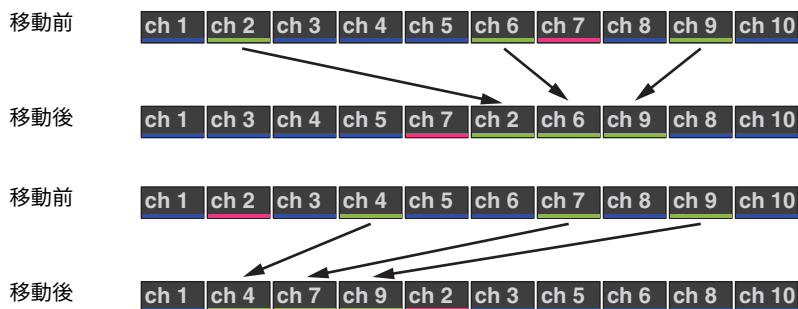 移動前 ch 1 ch 2 ch 3 ch 4 ch 5 ch 6 ch 7 ch 8 ch 9 ch 10
移動後 ch 1 ch 3 ch 4 ch 5 ch 7 ch 2 ch 6 ch 9 ch 8 ch 10
移動前 ch 1 ch 2 ch 3 ch 4 ch 5 ch 6 ch 7 ch 8 ch 9 ch 10
移動後 ch 1 ch 4 ch 7 ch 9 ch 2 ch 3 ch 5 ch 6 ch 8 ch 10